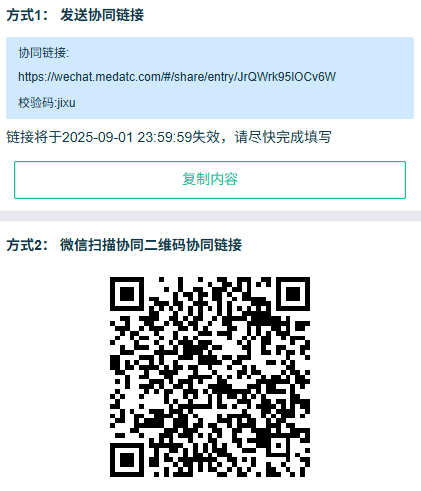 方式1： 发送协同链接
协同链接:
https://wechat.medatc.com/#/share/entry/JrQWrk95IOCv6W
校验码:jixu
链接将于2025-09-01 23:59:59失效，请尽快完成填写
复制内容
方式2： 微信扫描协同二维码协同链接